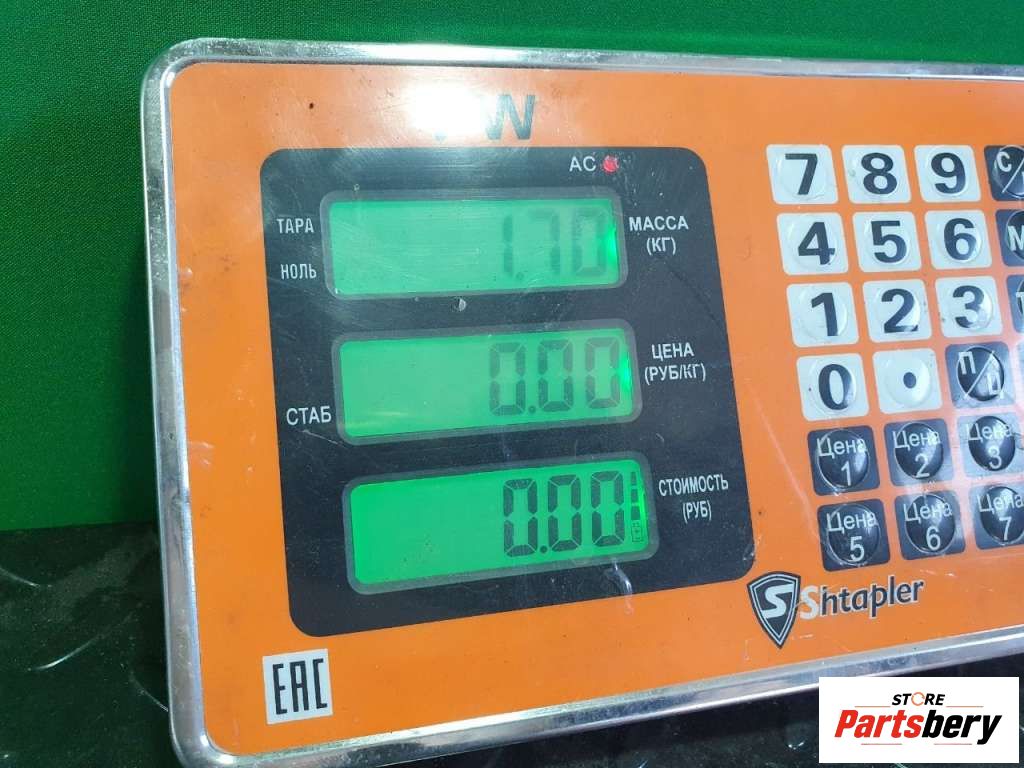 W
AC
ТАРА
НОЛЬ
1.70
МАССА
(КГ)
0.00
ЦЕНА
(РУБ/КГ)
СТАБ
0.00
СТОИМОСТЬ
(РУБ)
7 8 9 С/
4 5 6 М
1 2 3
0 . П/Ц
Цена 1 Цена 2 Цена 3
Цена 5 Цена 6 Цена 7
S Shtapler
EAC
STORE
Partsbery